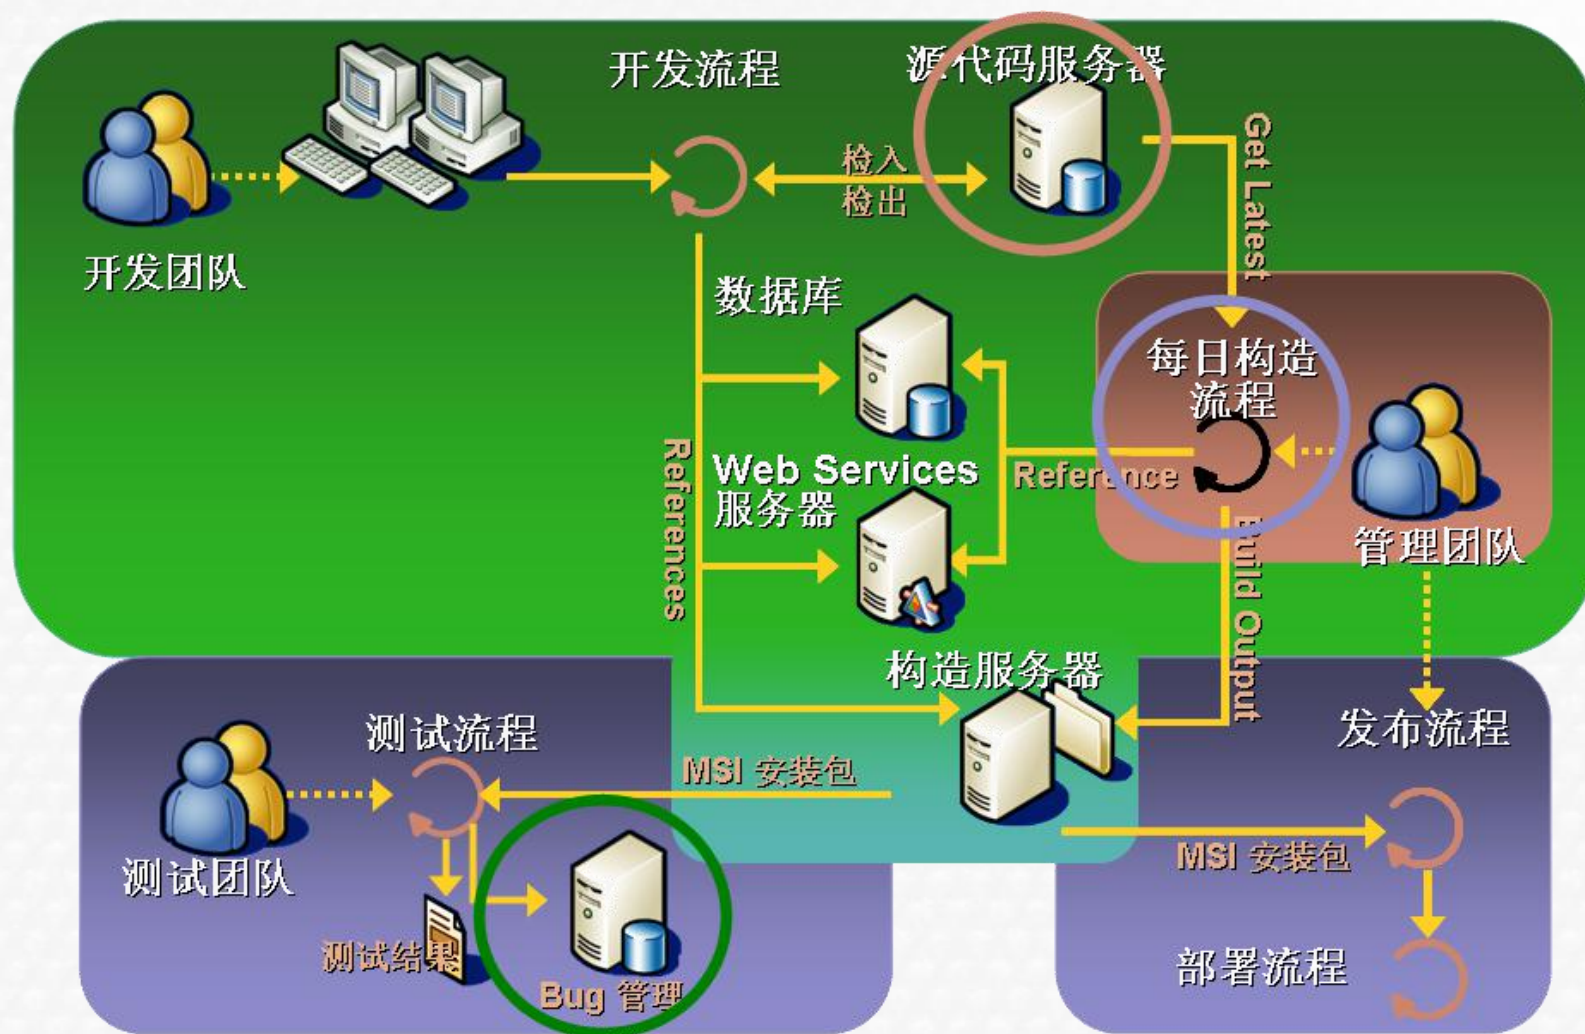 开发流程
源代码服务器
检入
检出
Get Latest
开发团队
数据库
每日构造
流程
References
Web Services
服务器
Reference
管理团队
Build Output
构造服务器
测试流程
发布流程
MSI 安装包
测试团队
MSI 安装包
测试结果
Bug 管理
部署流程